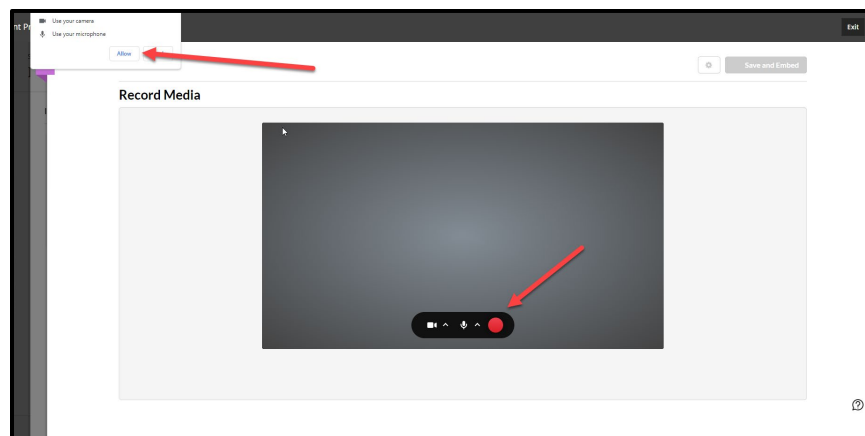 Use your camera
nt Pr
Use your microphone
Exit
Allow
Save and Embed
Record Media